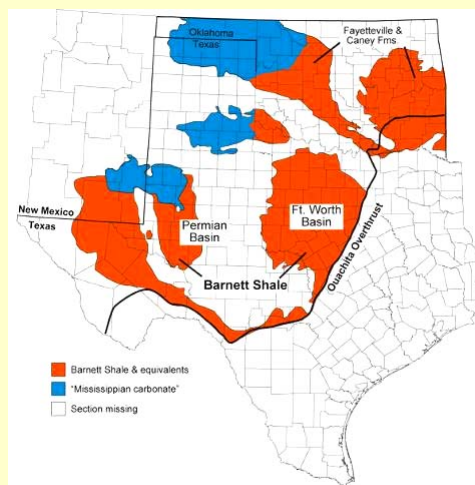 Oklahoma
Texas
Fayetteville &
Caney Fms
New Mexico
Texas
Permian
Basin
Ft. Worth
Basin
Barnett Shale
Ouachita Overthrust
Barnett Shale & equivalents
"Mississippian carbonate"
Section missing